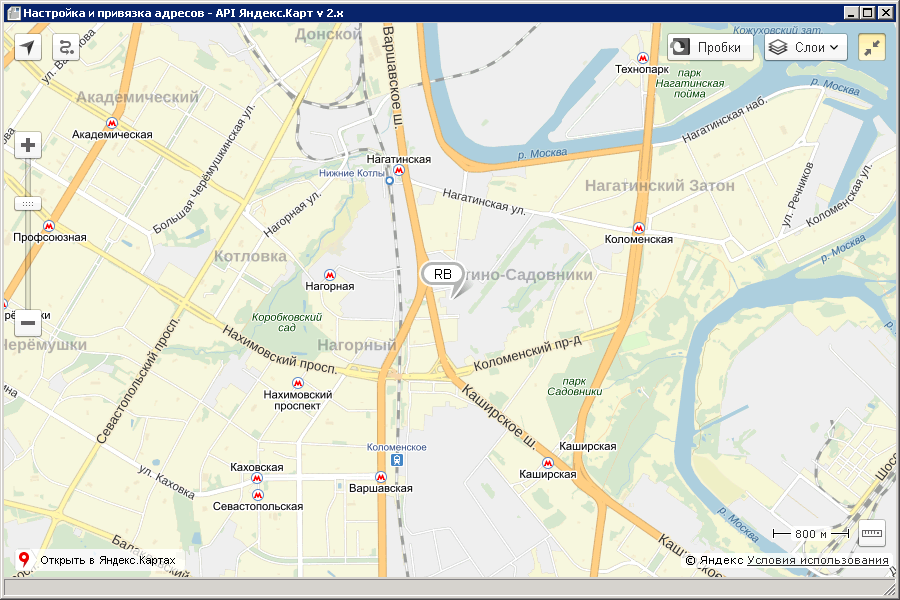 Настройка и привязка адресов - API Яндекс.Карт v 2.x
Донской
Кожуховский зат.
Пробки
Слои
ул. Вавилова
Варшавское ш.
Технопарк
парк
Нагатинская
пойма
р. Москва
Академический
Академическая
Нагатинская наб.
Большая Черёмушкинская ул.
р. Москва
Нагатинская
Нижние Котлы
Нагатинский Затон
ул. Речников
Коломенская ул.
Нагорная ул.
Нагатинская ул.
Профсоюзная
Коломенская
р. Москва
Котловка
RB
гино-Садовники
Нагорная
Коробковский
сад
Нахимовский просп.
Нагорный
Черёмушки
Коломенский пр-д
Севастопольский просп.
Нахимовский
проспект
парк
Садовники
Каширское ш.
Коломенское
Каширская
Каширская
Каховская
ул. Каховка
Варшавская
Севастопольская
р. Москва
800 м
Открыть в Яндекс.Картах
© Яндекс Условия использования